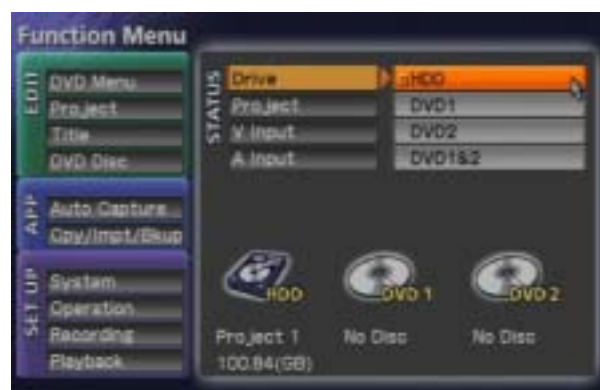 Function Menu
EDIT
DVD Menu
Project
Title
DVD Disc
APP
Auto Capture
Cpy/Impt/Bkup
SET UP
System
Operation
Recording
Playback
STATUS
Drive
Project
V.Input
A.Input
HDD
DVD1
DVD2
DVD1&2
HDD
DVD 1
DVD 2
Project 1
No Disc
No Disc
100.84(GB)